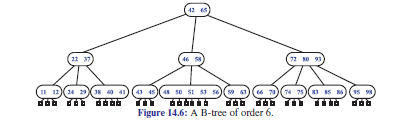 42 65
22 37 46 58 72 80 93
11 12 24 29 38 40 41 43 45 48 50 51 53 56 59 63 66 70 74 75 83 85 86 95 98
Figure 14.6: A B-tree of order 6.